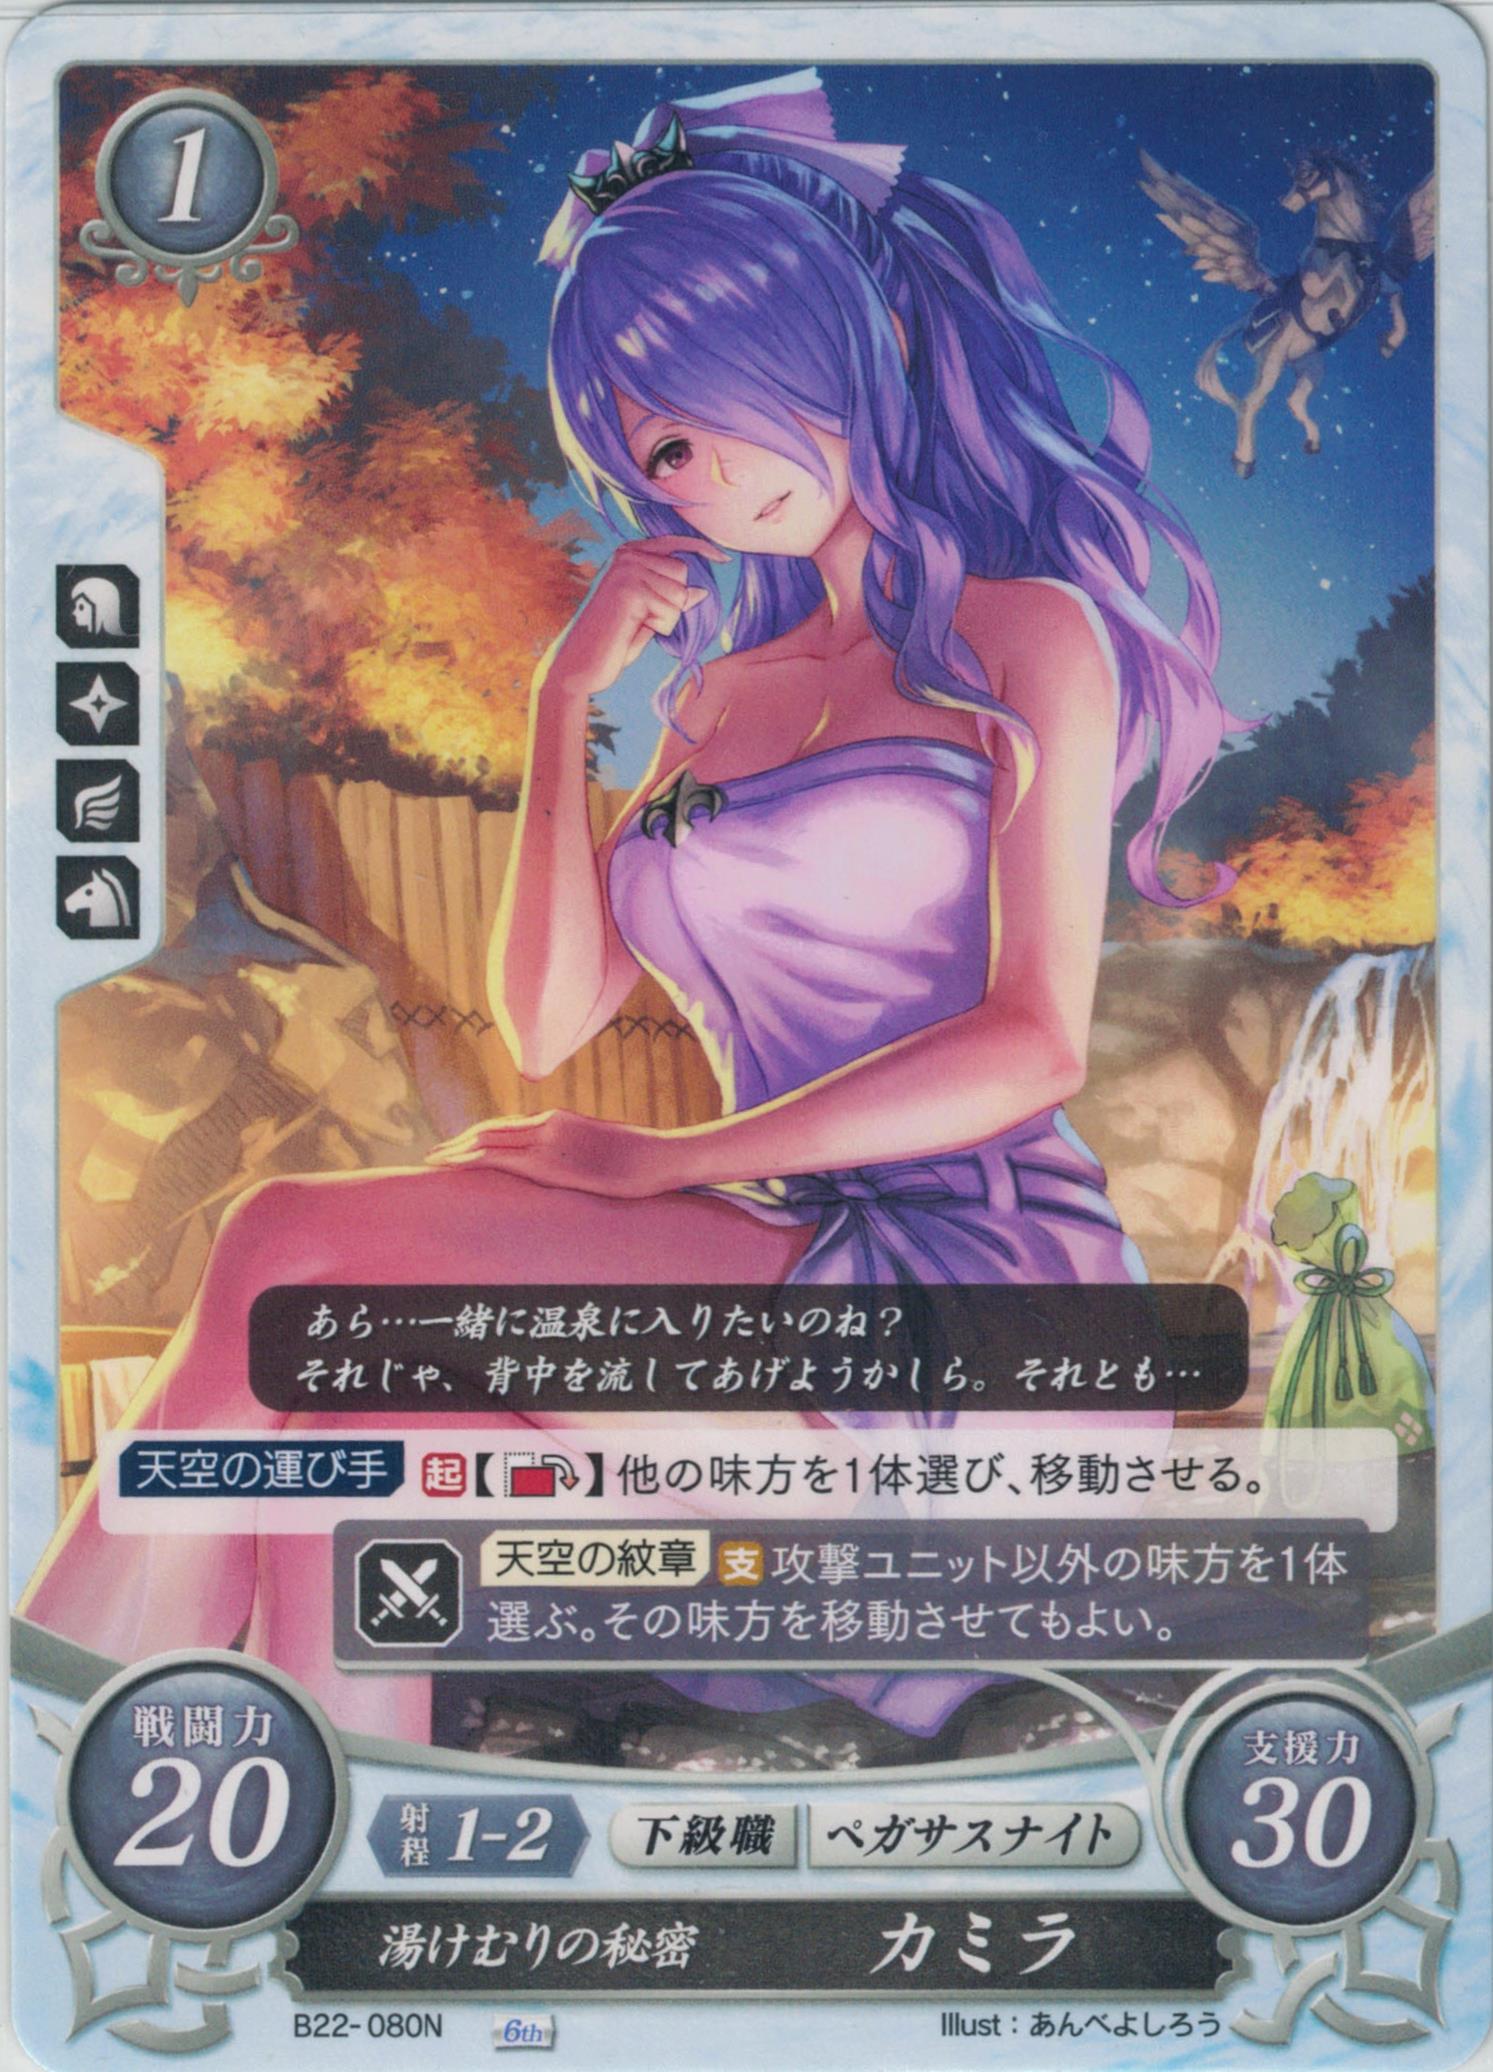 1
あら…一緒に温泉に入りたいのね?
それじゃ、背中を流してあげようかしら。それとも…
天空の運び手 起【 】他の味方を1体選び、移動させる。
天空の紋章 支 攻撃ユニット以外の味方を1体
選ぶ。その味方を移動させてもよい。
戦闘力
20
射程 1-2
下級職 ペガサスナイト
支援力
30
湯けむりの秘密 カミラ
B22-080N 6th Illust：あんべよしろう